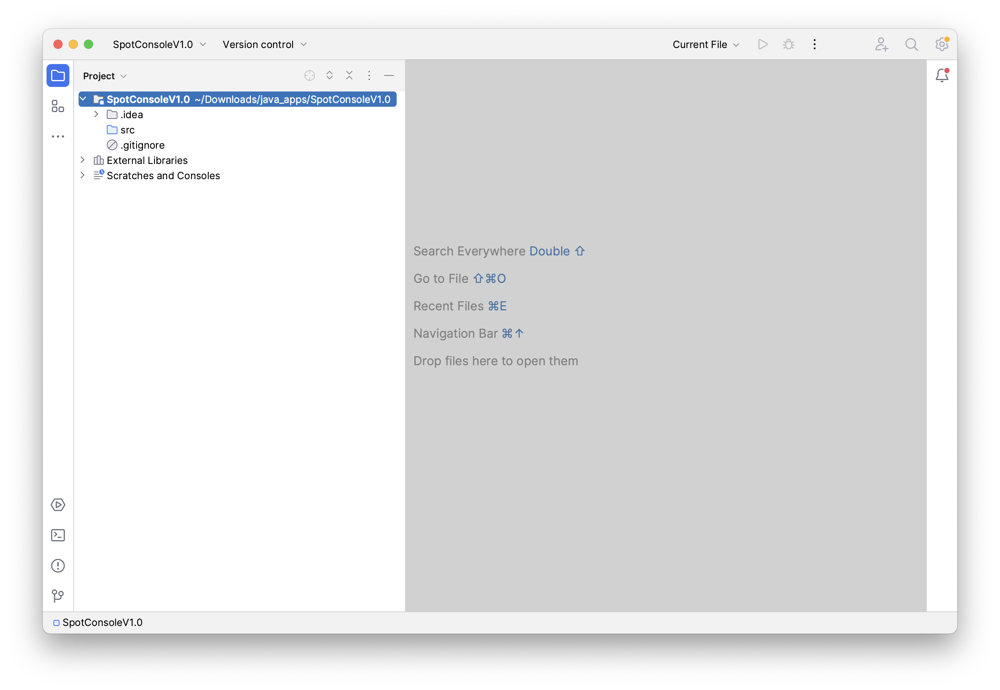 SpotConsoleV1.0 Version control Current File
Project
SpotConsoleV1.0 ~/Downloads/java_apps/SpotConsoleV1.0
.idea
src
.gitignore
External Libraries
Scratches and Consoles
Search Everywhere Double ⇧
Go to File ⇧⌘O
Recent Files ⌘E
Navigation Bar ⌘↑
Drop files here to open them
SpotConsoleV1.0